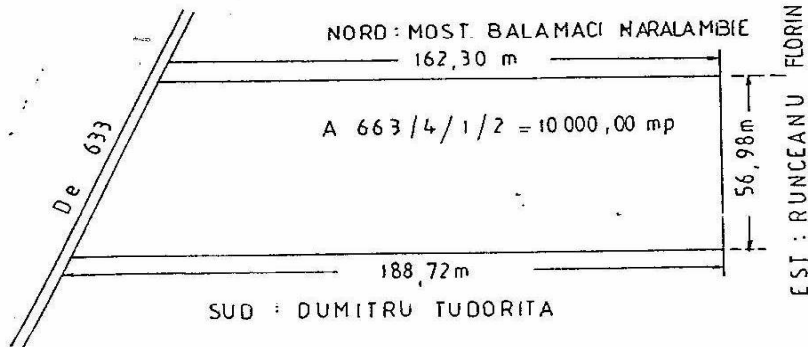 NORD : MOST. BALAMACI HARALAMBIE
162,30 m
A 663/4/1/2 = 10 000,00 mp
De 633
56,98m
EST : RUNCEANU FLORIN
188,72m
SUD : DUMITRU TUDORITA